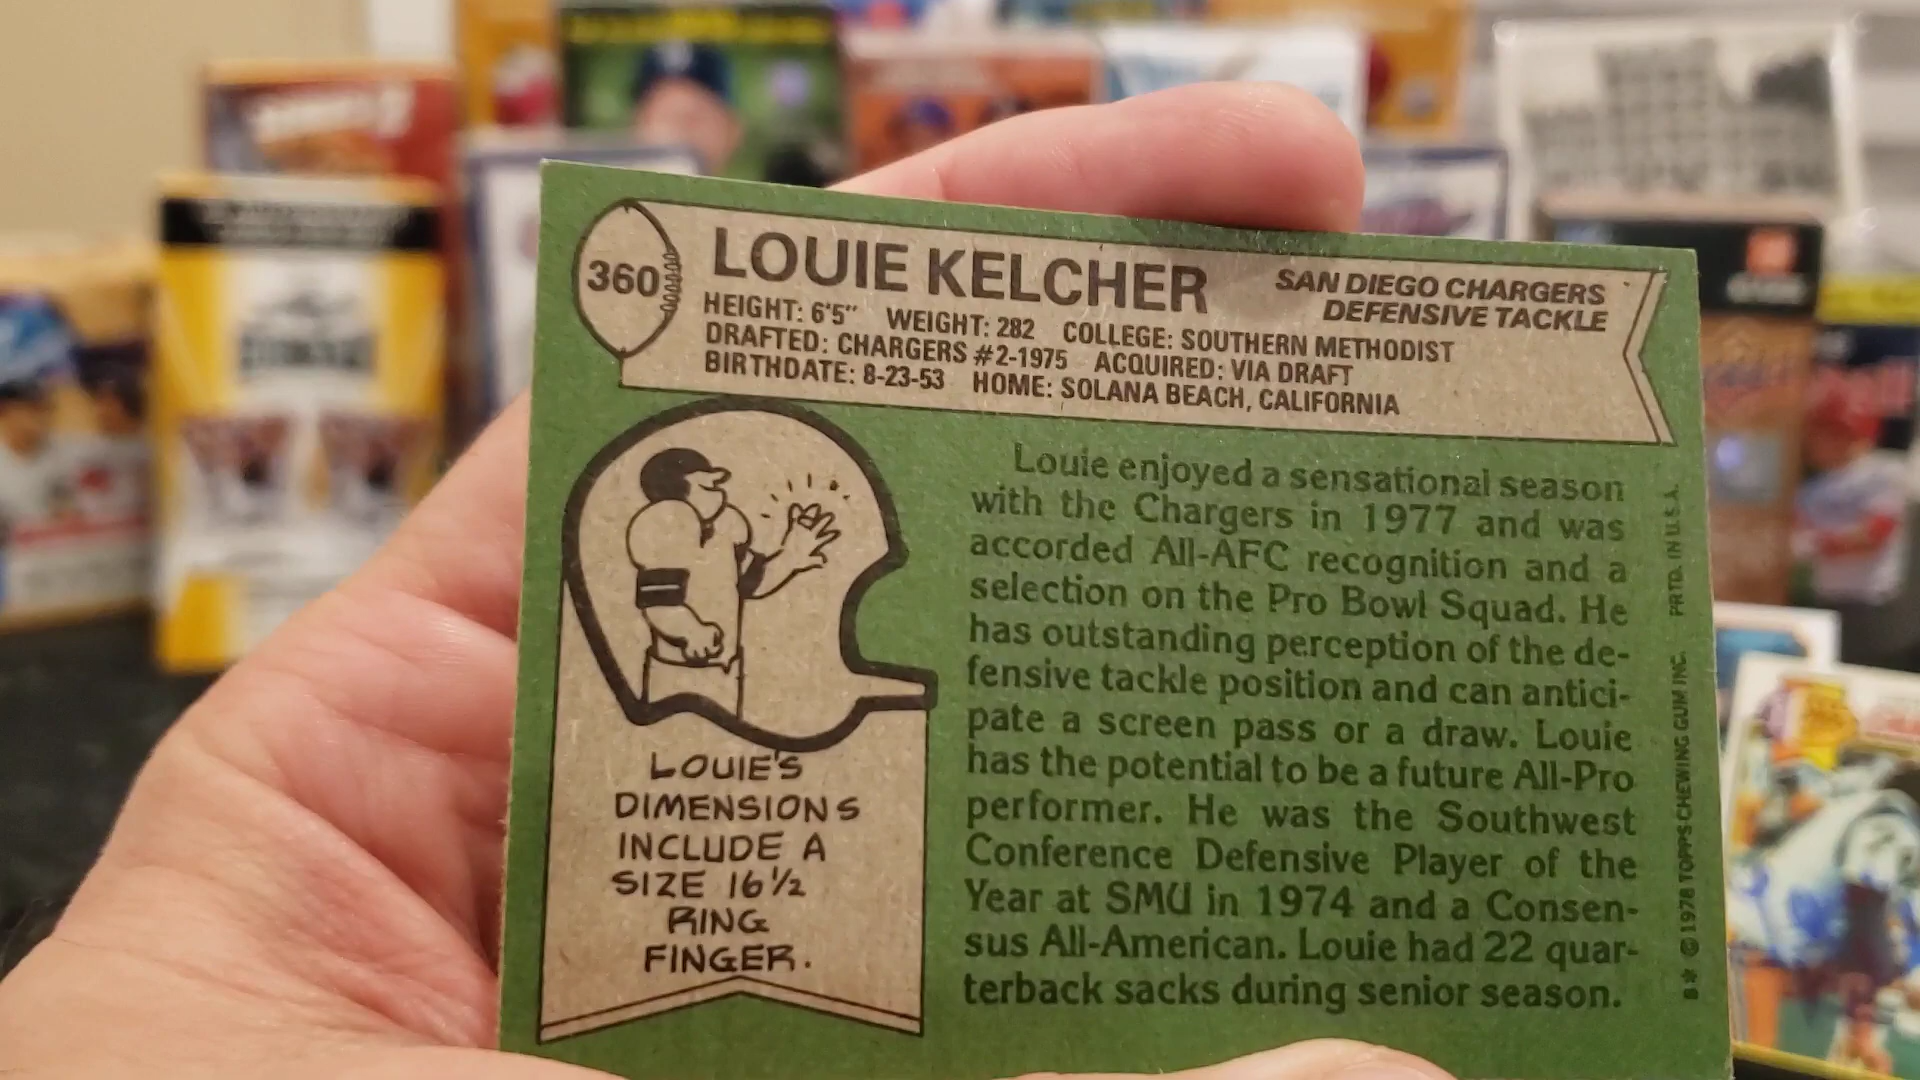 360
LOUIE KELCHER
SAN DIEGO CHARGERS
DEFENSIVE TACKLE
HEIGHT: 6'5" WEIGHT: 282 COLLEGE: SOUTHERN METHODIST
DRAFTED: CHARGERS #2-1975 ACQUIRED: VIA DRAFT
BIRTHDATE: 8-23-53 HOME: SOLANA BEACH, CALIFORNIA
LOUIE'S
DIMENSIONS
INCLUDE A
SIZE 16½
RING
FINGER.
Louie enjoyed a sensational season
with the Chargers in 1977 and was
accorded All-AFC recognition and a
selection on the Pro Bowl Squad. He
has outstanding perception of the de-
fensive tackle position and can antici-
pate a screen pass or a draw. Louie
has the potential to be a future All-Pro
performer. He was the Southwest
Conference Defensive Player of the
Year at SMU in 1974 and a Consen-
sus All-American. Louie had 22 quar-
terback sacks during senior season.
B* © 1978 TOPPS CHEWING GUM INC. PRTD. IN U.S.A.